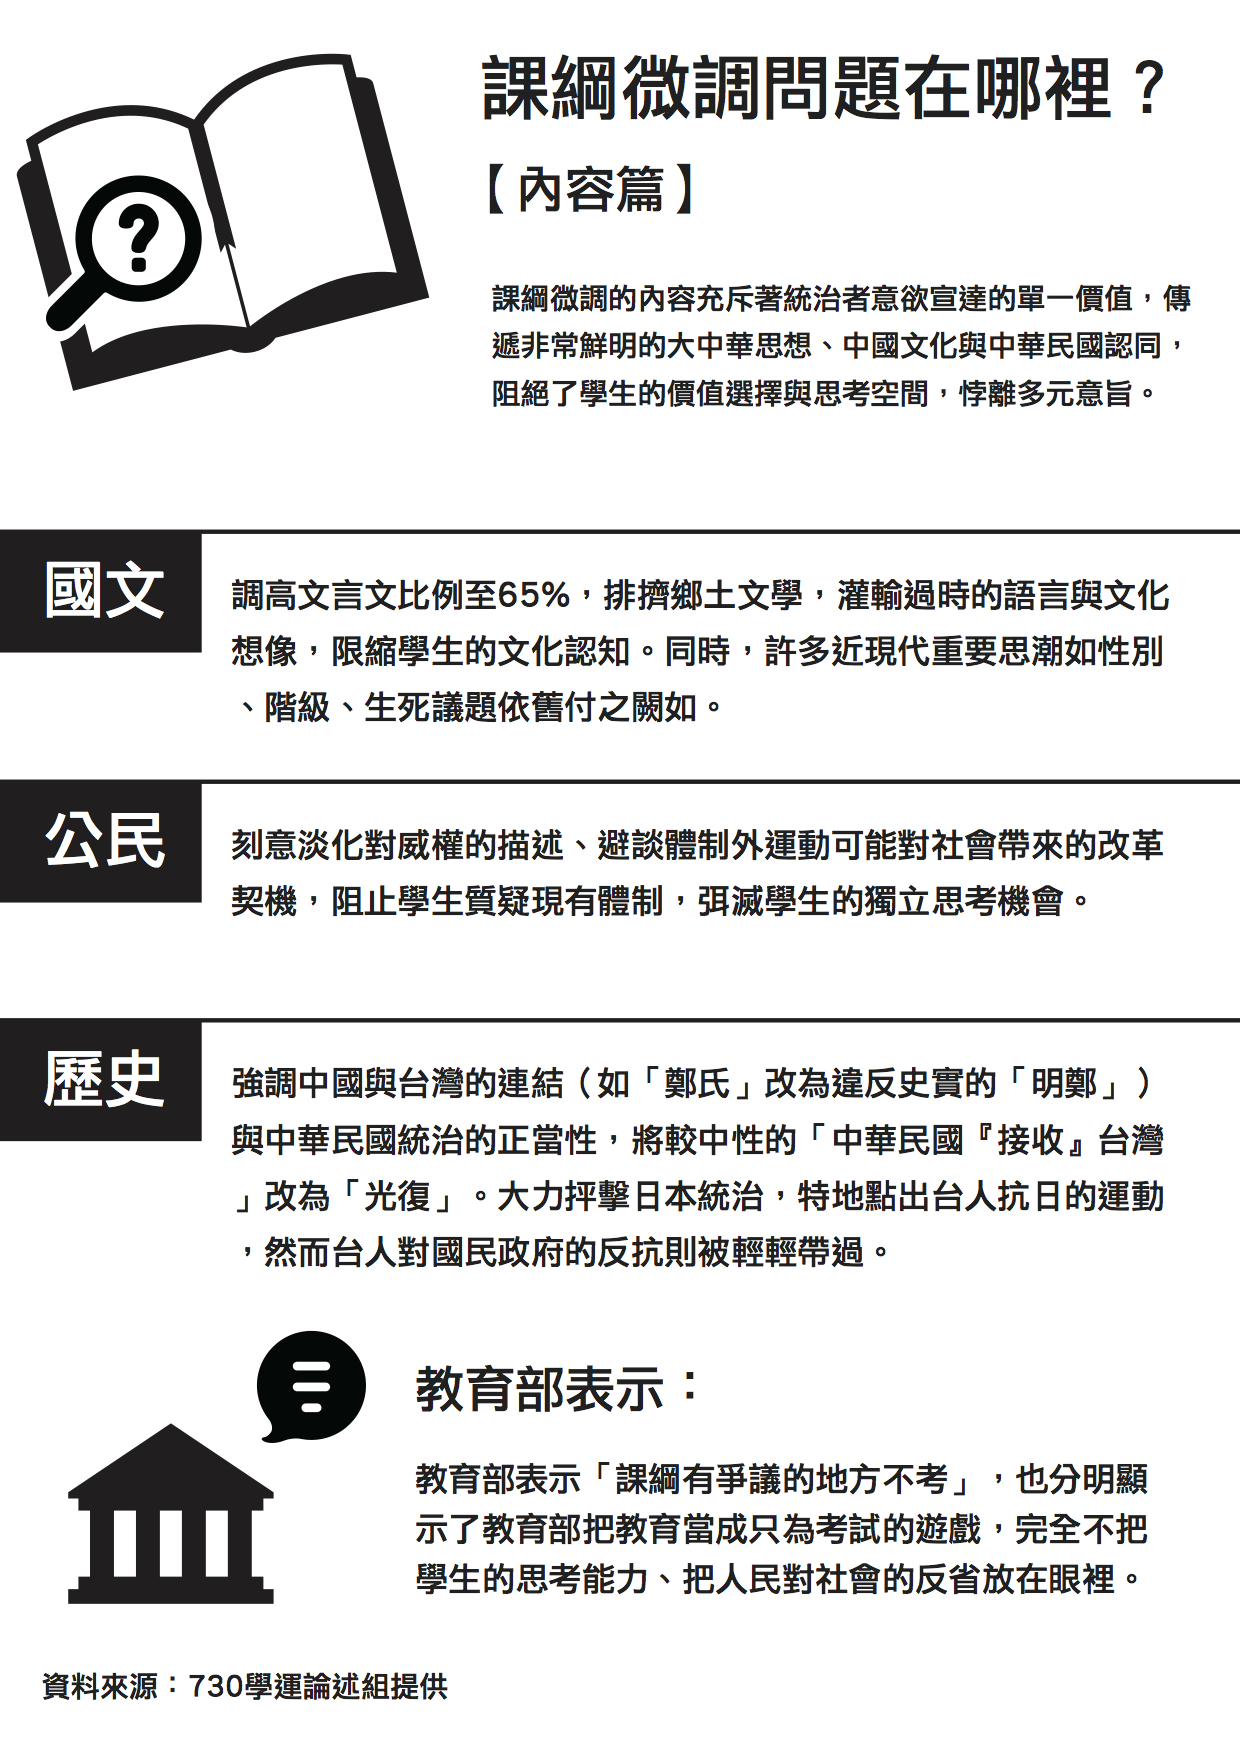 課綱微調問題在哪裡？
【內容篇】
課綱微調的內容充斥著統治者意欲宣達的單一價值，傳
遞非常鮮明的大中華思想、中國文化與中華民國認同，
阻絕了學生的價值選擇與思考空間，悖離多元意旨。
國文
調高文言文比例至65%，排擠鄉土文學，灌輸過時的語言與文化
想像，限縮學生的文化認知。同時，許多近現代重要思潮如性別
、階級、生死議題依舊付之闕如。
公民
刻意淡化對威權的描述、避談體制外運動可能對社會帶來的改革
契機，阻止學生質疑現有體制，弭滅學生的獨立思考機會。
歷史
強調中國與台灣的連結（如「鄭氏」改為違反史實的「明鄭」）
與中華民國統治的正當性，將較中性的「中華民國『接收』台灣
」改為「光復」。大力抨擊日本統治，特地點出台人抗日的運動
，然而台人對國民政府的反抗則被輕輕帶過。
教育部表示：
教育部表示「課綱有爭議的地方不考」，也分明顯
示了教育部把教育當成只為考試的遊戲，完全不把
學生的思考能力、把人民對社會的反省放在眼裡。
資料來源：730學運論述組提供